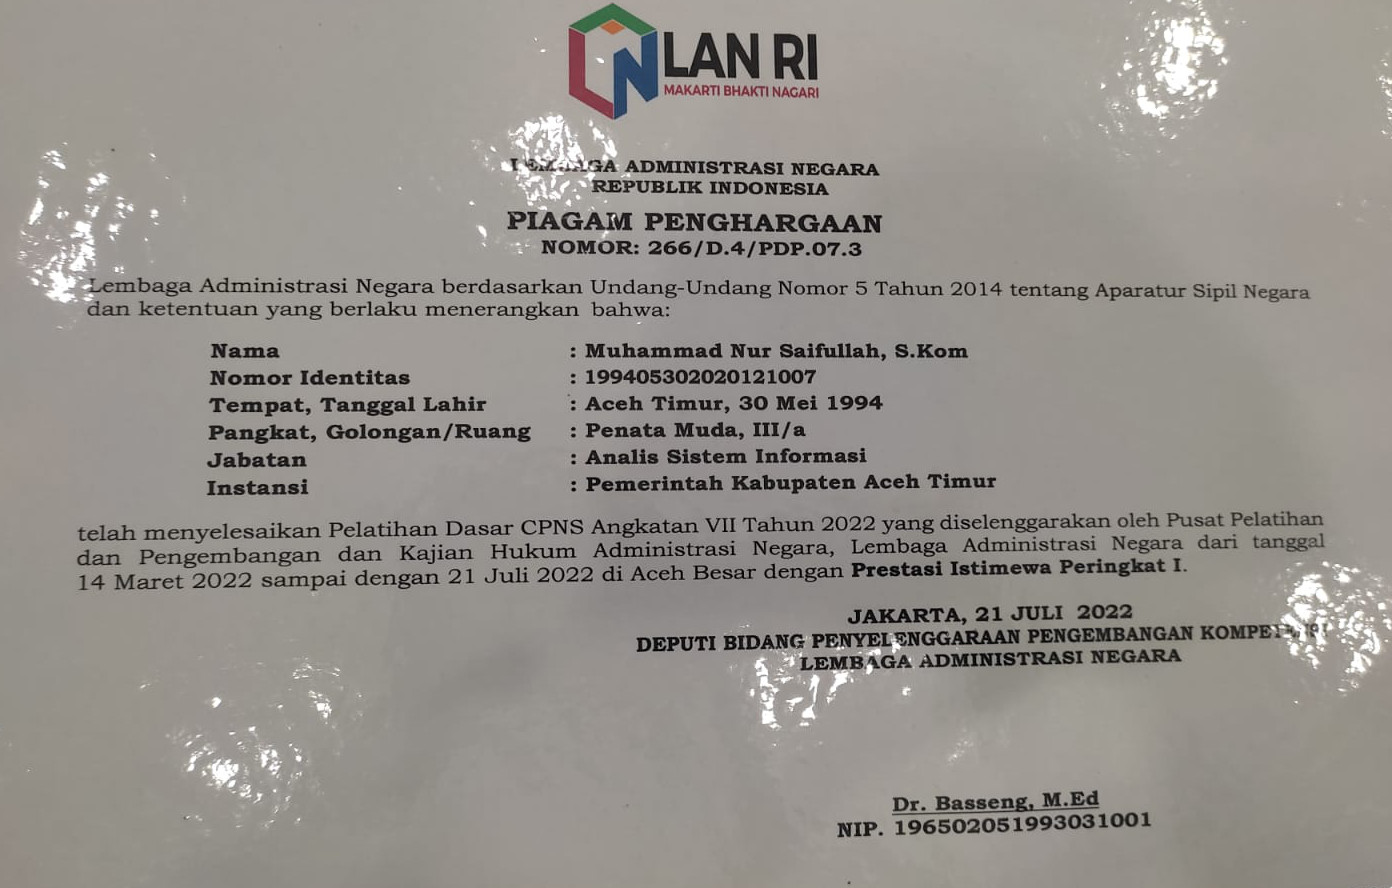 LAN RI
MAKARTI BHAKTI NAGARI
LEMBAGA ADMINISTRASI NEGARA
REPUBLIK INDONESIA
PIAGAM PENGHARGAAN
NOMOR: 266/D.4/PDP.07.3
Lembaga Administrasi Negara berdasarkan Undang-Undang Nomor 5 Tahun 2014 tentang Aparatur Sipil Negara
dan ketentuan yang berlaku menerangkan bahwa:
Nama : Muhammad Nur Saifullah, S.Kom
Nomor Identitas : 199405302020121007
Tempat, Tanggal Lahir : Aceh Timur, 30 Mei 1994
Pangkat, Golongan/Ruang : Penata Muda, III/a
Jabatan : Analis Sistem Informasi
Instansi : Pemerintah Kabupaten Aceh Timur
telah menyelesaikan Pelatihan Dasar CPNS Angkatan VII Tahun 2022 yang diselenggarakan oleh Pusat Pelatihan
dan Pengembangan dan Kajian Hukum Administrasi Negara, Lembaga Administrasi Negara dari tanggal
14 Maret 2022 sampai dengan 21 Juli 2022 di Aceh Besar dengan Prestasi Istimewa Peringkat I.
JAKARTA, 21 JULI 2022
DEPUTI BIDANG PENYELENGGARAAN PENGEMBANGAN KOMPETENSI
LEMBAGA ADMINISTRASI NEGARA
Dr. Basseng, M.Ed
NIP. 196502051993031001